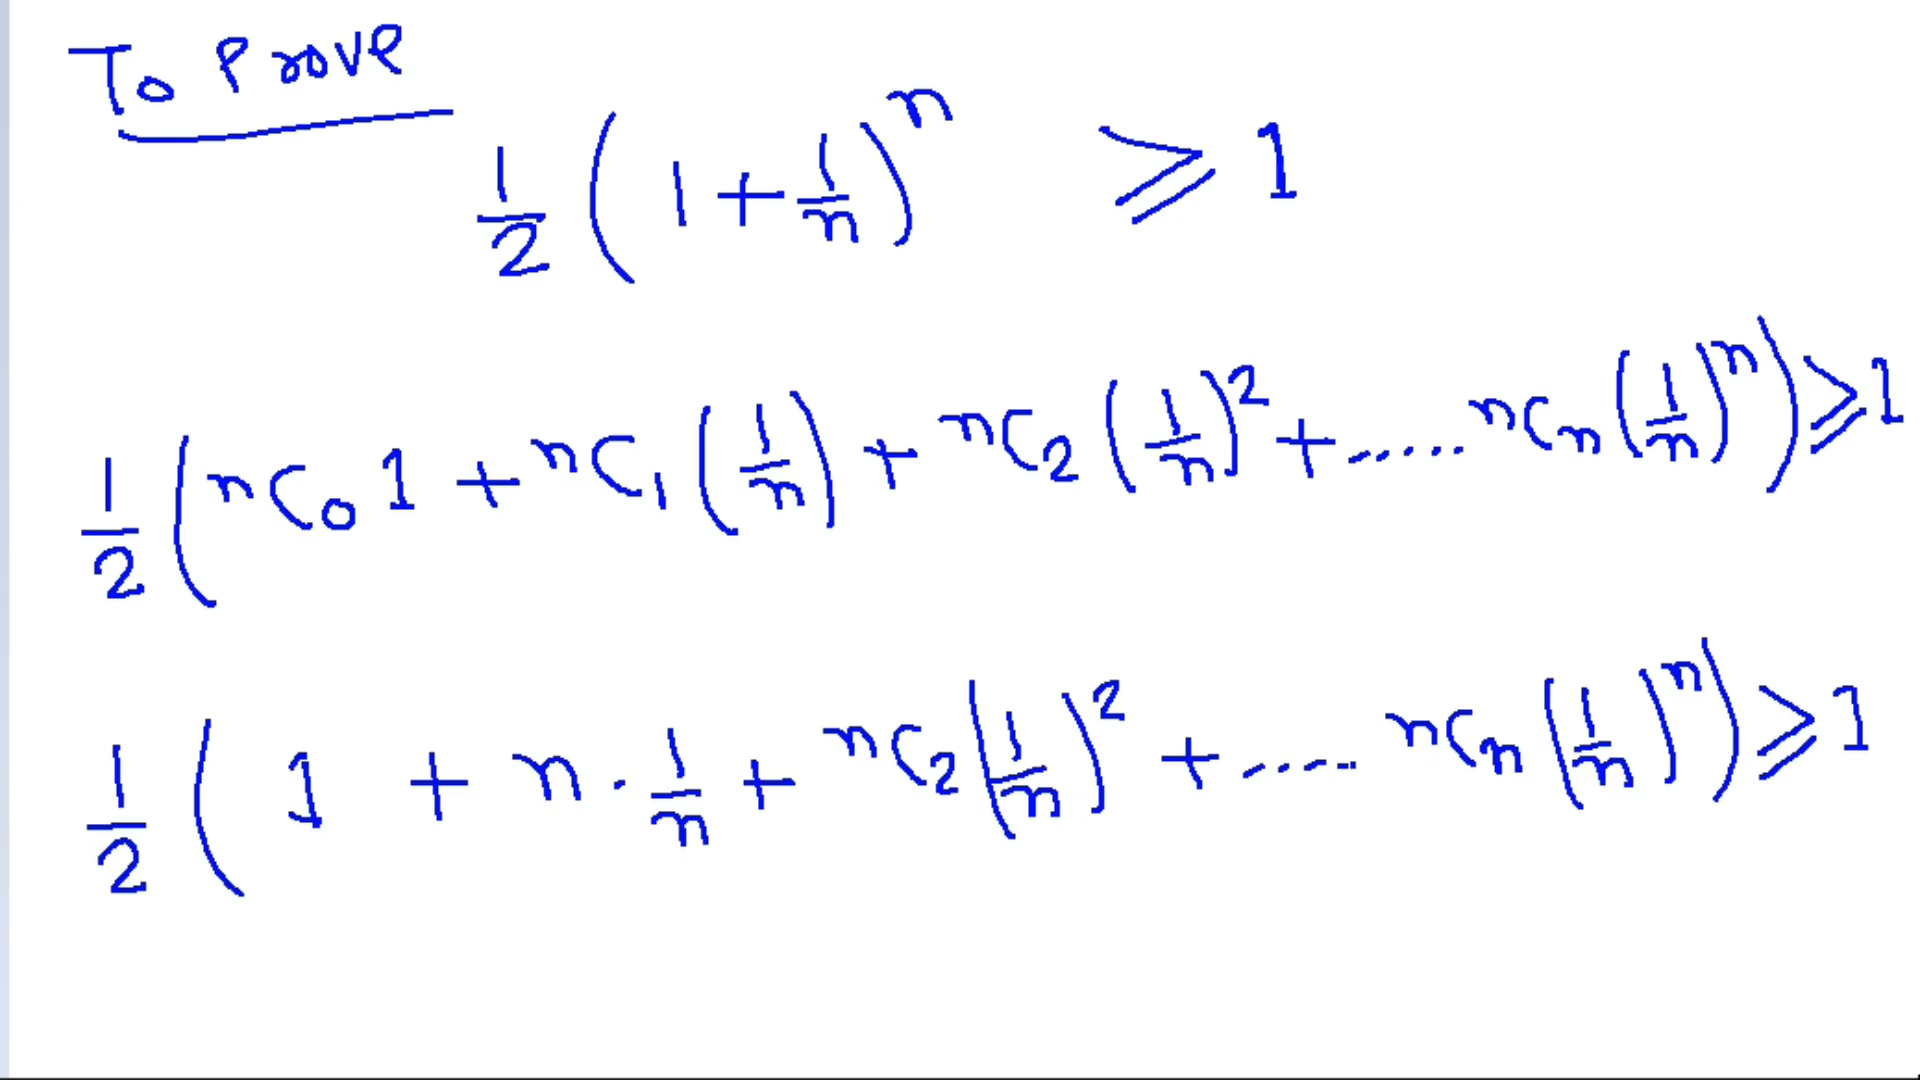 To Prove
½ (1 + 1/n)ⁿ ≥ 1
½ (ⁿC₀ 1 + ⁿC₁ (1/n) + ⁿC₂ (1/n)² + ..... ⁿCₙ (1/n)ⁿ) ≥ 1
½ (1 + n · 1/n + ⁿC₂ (1/n)² + ..... ⁿCₙ (1/n)ⁿ) ≥ 1